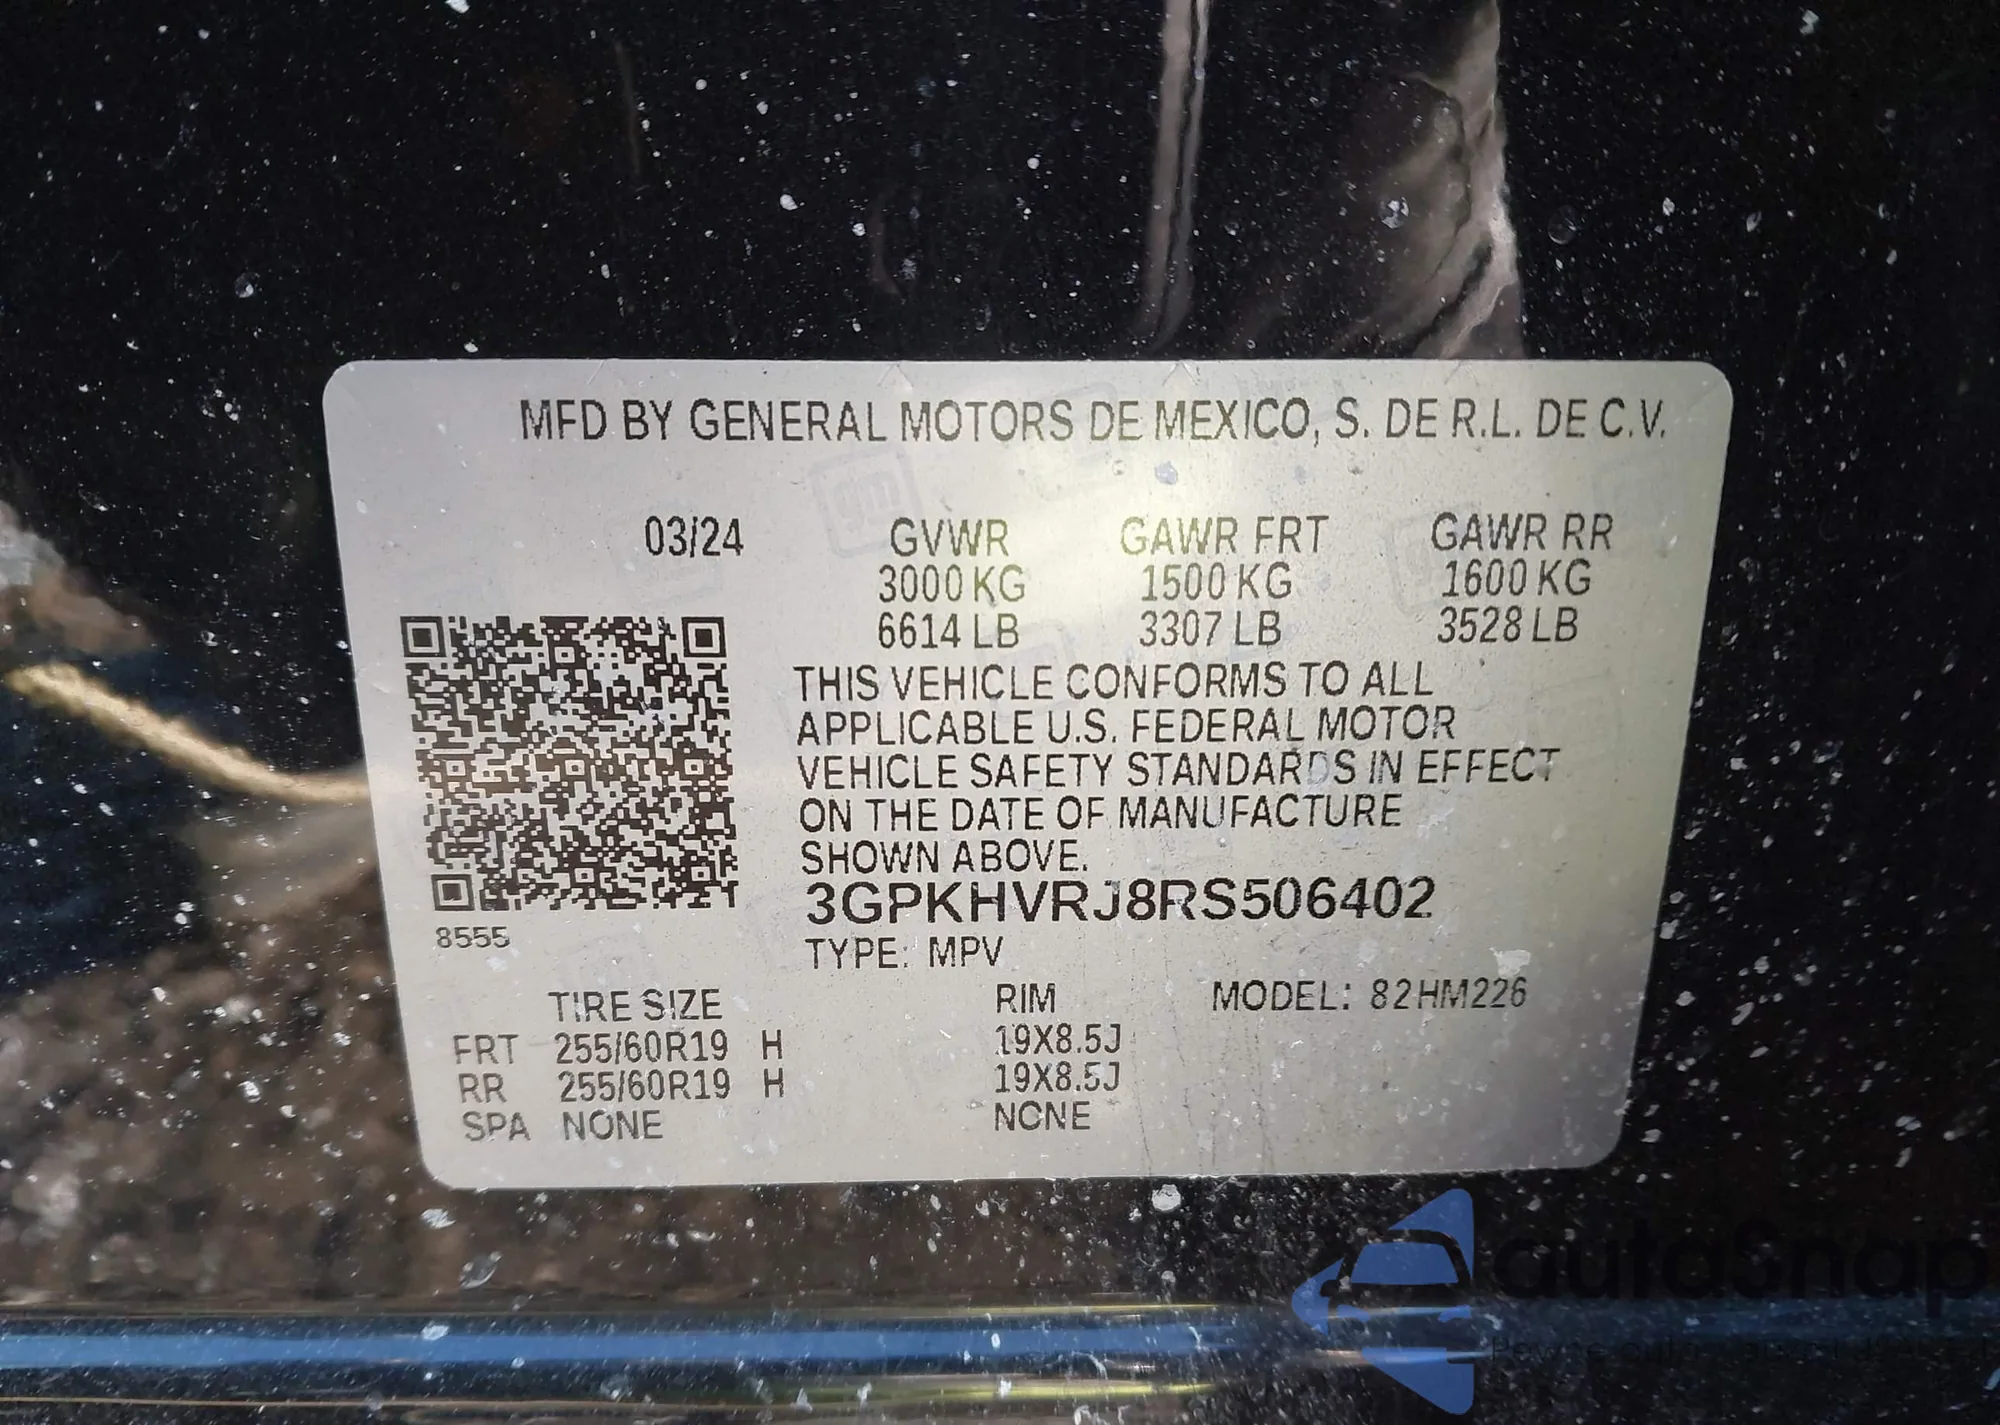 MFD BY GENERAL MOTORS DE MEXICO, S. DE R.L. DE C.V.
03/24 GVWR GAWR FRT GAWR RR
3000 KG 1500 KG 1600 KG
6614 LB 3307 LB 3528 LB
THIS VEHICLE CONFORMS TO ALL
APPLICABLE U.S. FEDERAL MOTOR
VEHICLE SAFETY STANDARDS IN EFFECT
ON THE DATE OF MANUFACTURE
SHOWN ABOVE.
3GPKHVRJ8RS506402
8555
TYPE: MPV
TIRE SIZE RIM MODEL: 82HM226
FRT 255/60R19 H 19X8.5J
RR 255/60R19 H 19X8.5J
SPA NONE NONE
gm
autoSnap